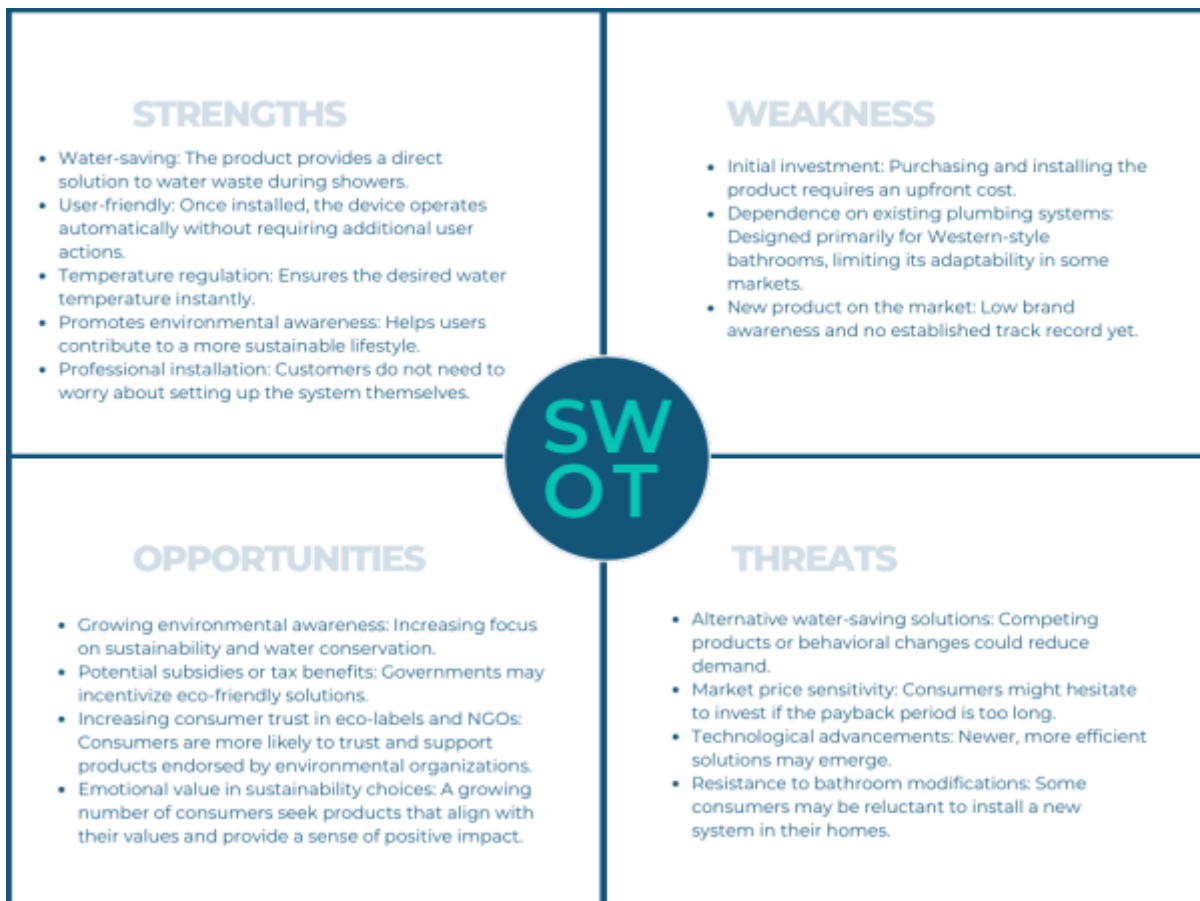 STRENGTHS
• Water-saving: The product provides a direct
solution to water waste during showers.
• User-friendly: Once installed, the device operates
automatically without requiring additional user
actions.
• Temperature regulation: Ensures the desired water
temperature instantly.
• Promotes environmental awareness: Helps users
contribute to a more sustainable lifestyle.
• Professional installation: Customers do not need to
worry about setting up the system themselves.
WEAKNESS
• Initial investment: Purchasing and installing the
product requires an upfront cost.
• Dependence on existing plumbing systems:
Designed primarily for Western-style
bathrooms, limiting its adaptability in some
markets.
• New product on the market: Low brand
awareness and no established track record yet.
SW
OT
OPPORTUNITIES
• Growing environmental awareness: Increasing focus
on sustainability and water conservation.
• Potential subsidies or tax benefits: Governments may
incentivize eco-friendly solutions.
• Increasing consumer trust in eco-labels and NGOs:
Consumers are more likely to trust and support
products endorsed by environmental organizations.
• Emotional value in sustainability choices: A growing
number of consumers seek products that align with
their values and provide a sense of positive impact.
THREATS
• Alternative water-saving solutions: Competing
products or behavioral changes could reduce
demand.
• Market price sensitivity: Consumers might hesitate
to invest if the payback period is too long.
• Technological advancements: Newer, more efficient
solutions may emerge.
• Resistance to bathroom modifications: Some
consumers may be reluctant to install a new
system in their homes.